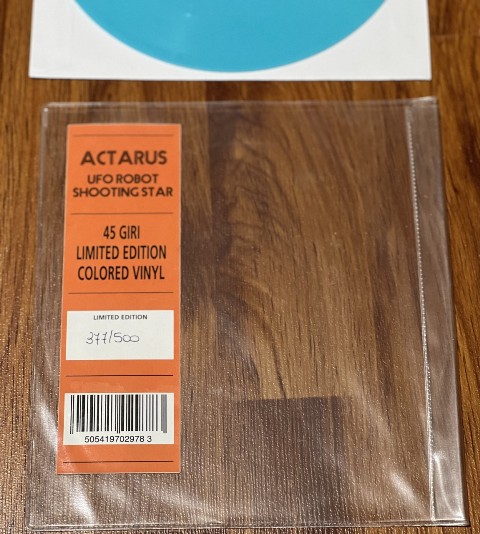 ACTARUS
UFO ROBOT
SHOOTING STAR
45 GIRI
LIMITED EDITION
COLORED VINYL
LIMITED EDITION
377/500
505419702978 3